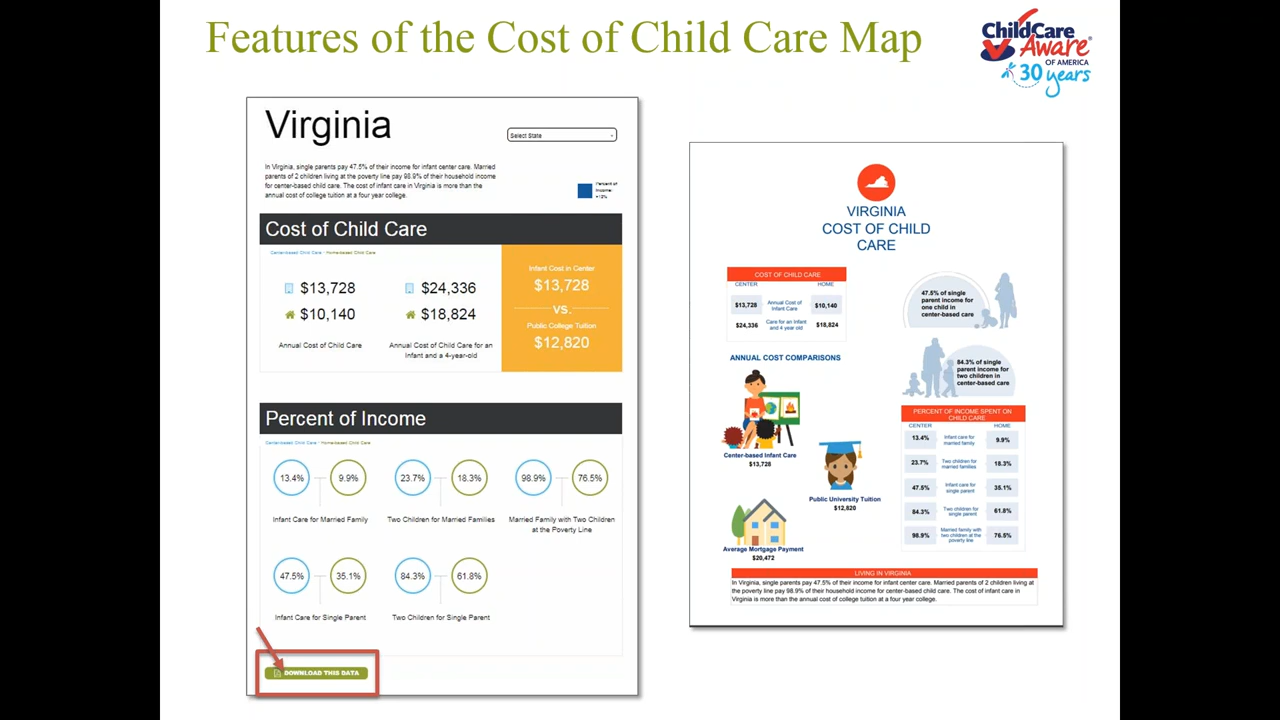 Features of the Cost of Child Care Map
ChildCare
Aware®
OF AMERICA
30 years
Virginia
Select State
In Virginia, single parents pay 47.5% of their income for infant center care. Married
parents of 2 children living at the poverty line pay 98.9% of their household income
for center-based child care. The cost of infant care in Virginia is more than the
annual cost of college tuition at a four year college.
Percent of
Income:
Cost of Child Care
Center-based Child Care · Home-based Child Care
$13,728
$24,336
$10,140
$18,824
Annual Cost of Child Care
Annual Cost of Child Care for an
Infant and a 4-year-old
Infant Cost in Center
$13,728
VS.
Public College Tuition
$12,820
Percent of Income
Center-based Child Care · Home-based Child Care
13.4%
9.9%
23.7%
18.3%
98.9%
76.5%
Infant Care for Married Family
Two Children for Married Families
Married Family with Two Children
at the Poverty Line
47.5%
35.1%
84.3%
61.8%
Infant Care for Single Parent
Two Children for Single Parent
DOWNLOAD THIS DATA
VIRGINIA
COST OF CHILD
CARE
COST OF CHILD CARE
CENTER
HOME
$13,728
Annual Cost of
Infant Care
$10,140
$24,336
Care for an Infant
and 4 year old
$18,824
47.5% of single
parent income for
one child in
center-based care
84.3% of single
parent income for
two children in
center-based care
ANNUAL COST COMPARISONS
Center-based Infant Care
$13,728
Public University Tuition
$12,820
Average Mortgage Payment
$20,472
PERCENT OF INCOME SPENT ON
CHILD CARE
CENTER
HOME
13.4%
Infant care for
married family
9.9%
23.7%
Two children for
married families
18.3%
47.5%
Infant care for
single parent
35.1%
84.3%
Two children for
single parent
61.8%
98.9%
Married family with
two children at the
poverty line
76.5%
LIVING IN VIRGINIA
In Virginia, single parents pay 47.5% of their income for infant center care. Married parents of 2 children living at
the poverty line pay 98.9% of their household income for center-based child care. The cost of infant care in
Virginia is more than the annual cost of college tuition at a four year college.